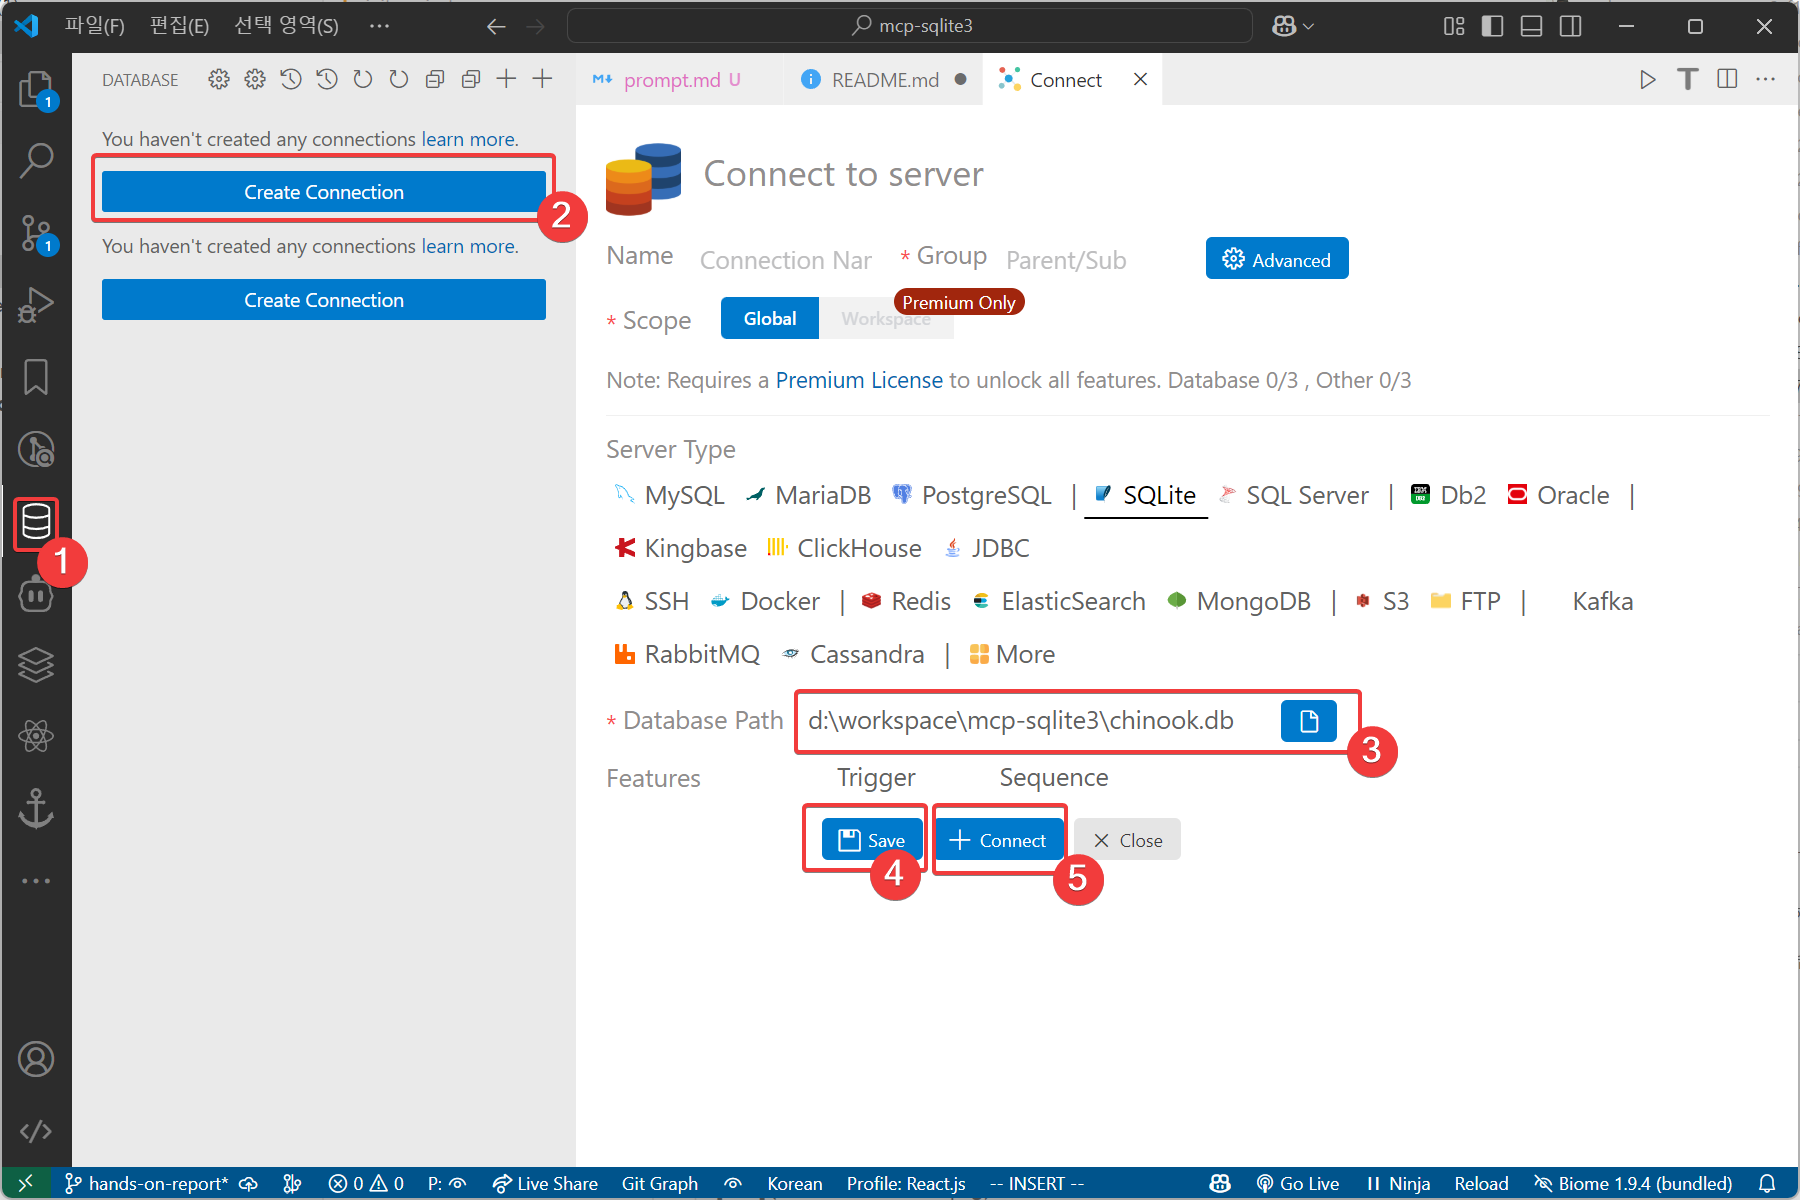 파일(F) 편집(E) 선택 영역(S) ··· mcp-sqlite3
DATABASE
prompt.md U README.md Connect
1
You haven't created any connections learn more.
Create Connection
2
You haven't created any connections learn more.
Create Connection
1
1
Connect to server
Name Connection Nar * Group Parent/Sub Advanced
Premium Only
* Scope Global Workspace
Note: Requires a Premium License to unlock all features. Database 0/3 , Other 0/3
Server Type
MySQL MariaDB PostgreSQL | SQLite SQL Server | Db2 Oracle |
Kingbase ClickHouse JDBC
SSH Docker | Redis ElasticSearch MongoDB | S3 FTP | Kafka
RabbitMQ Cassandra | More
* Database Path d:\workspace\mcp-sqlite3\chinook.db
3
Features Trigger Sequence
Save Connect Close
4 5
hands-on-report* 0 0 P: Live Share Git Graph Korean Profile: React.js -- INSERT -- Go Live Ninja Reload Biome 1.9.4 (bundled)